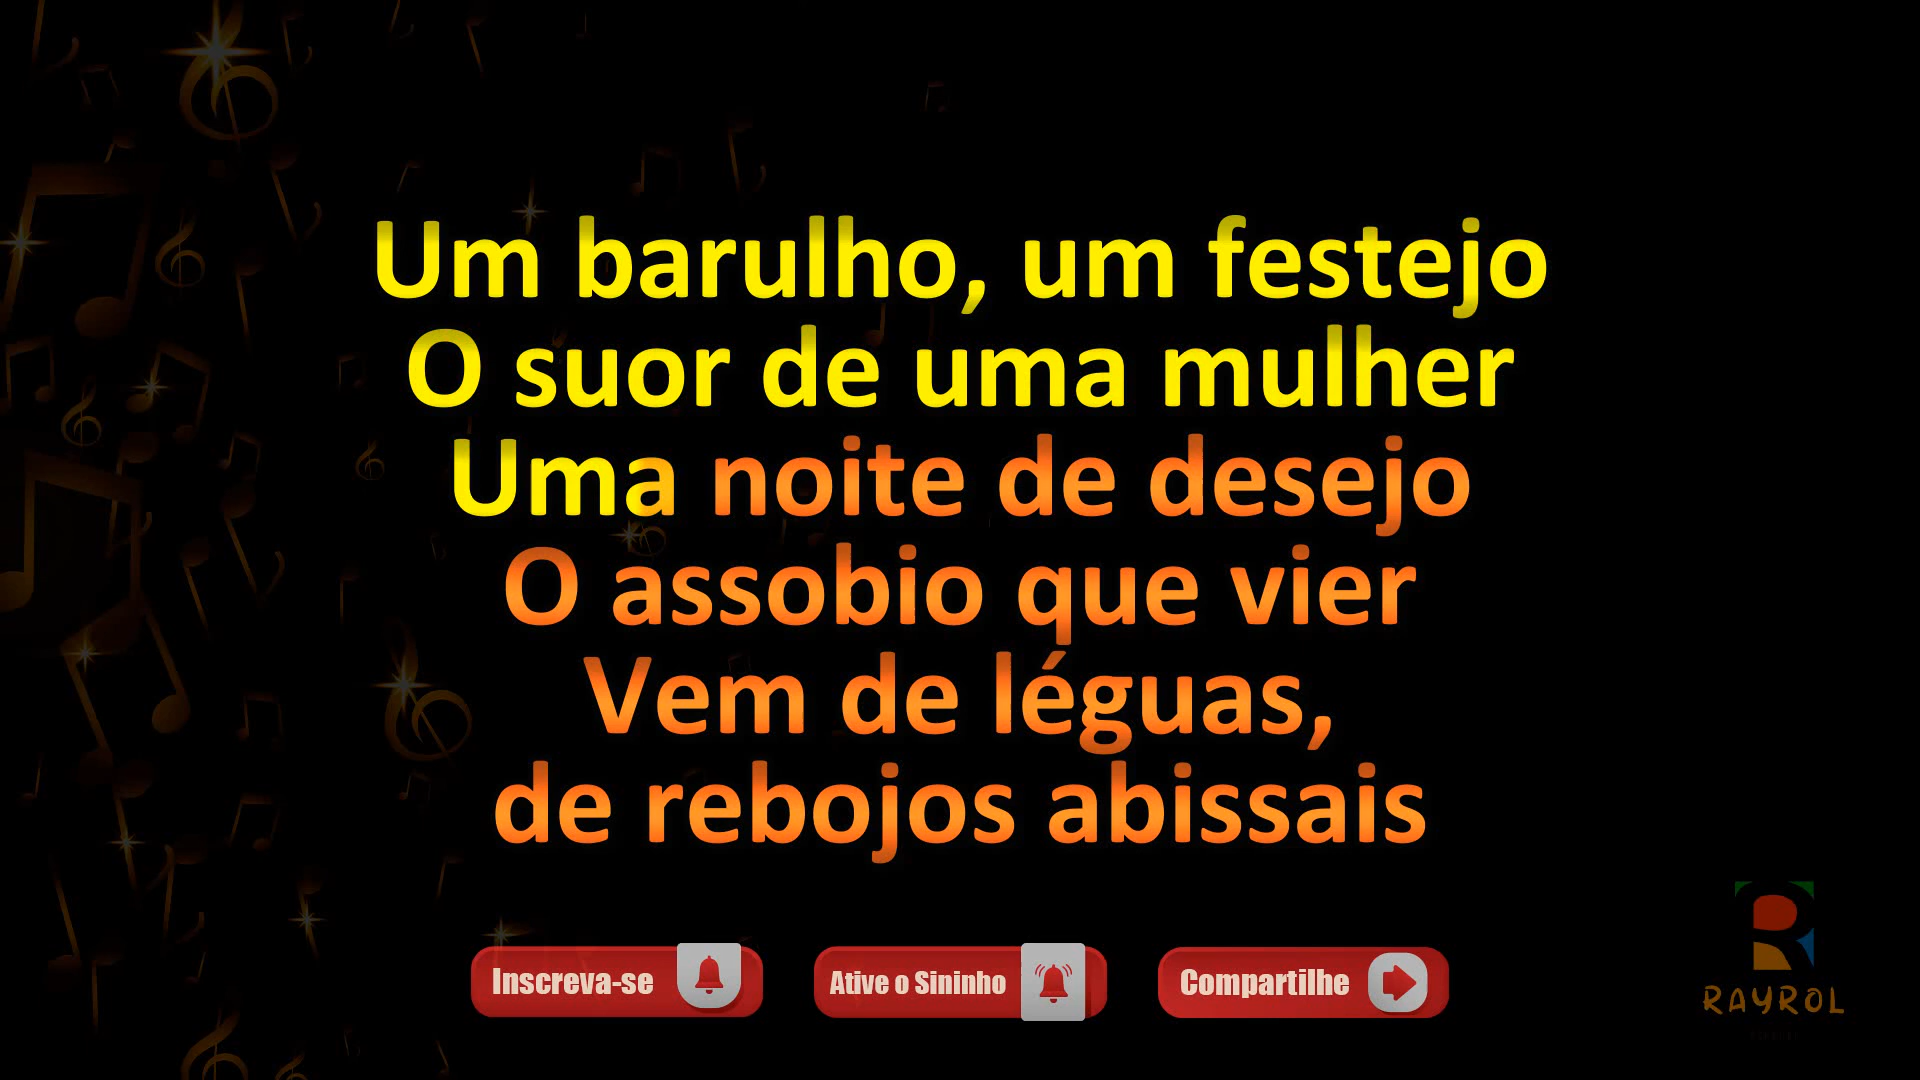 Um barulho, um festejo
O suor de uma mulher
Uma noite de desejo
O assobio que vier
Vem de léguas,
de rebojos abissais
Inscreva-se
Ative o Sininho
Compartilhe
RAYROL